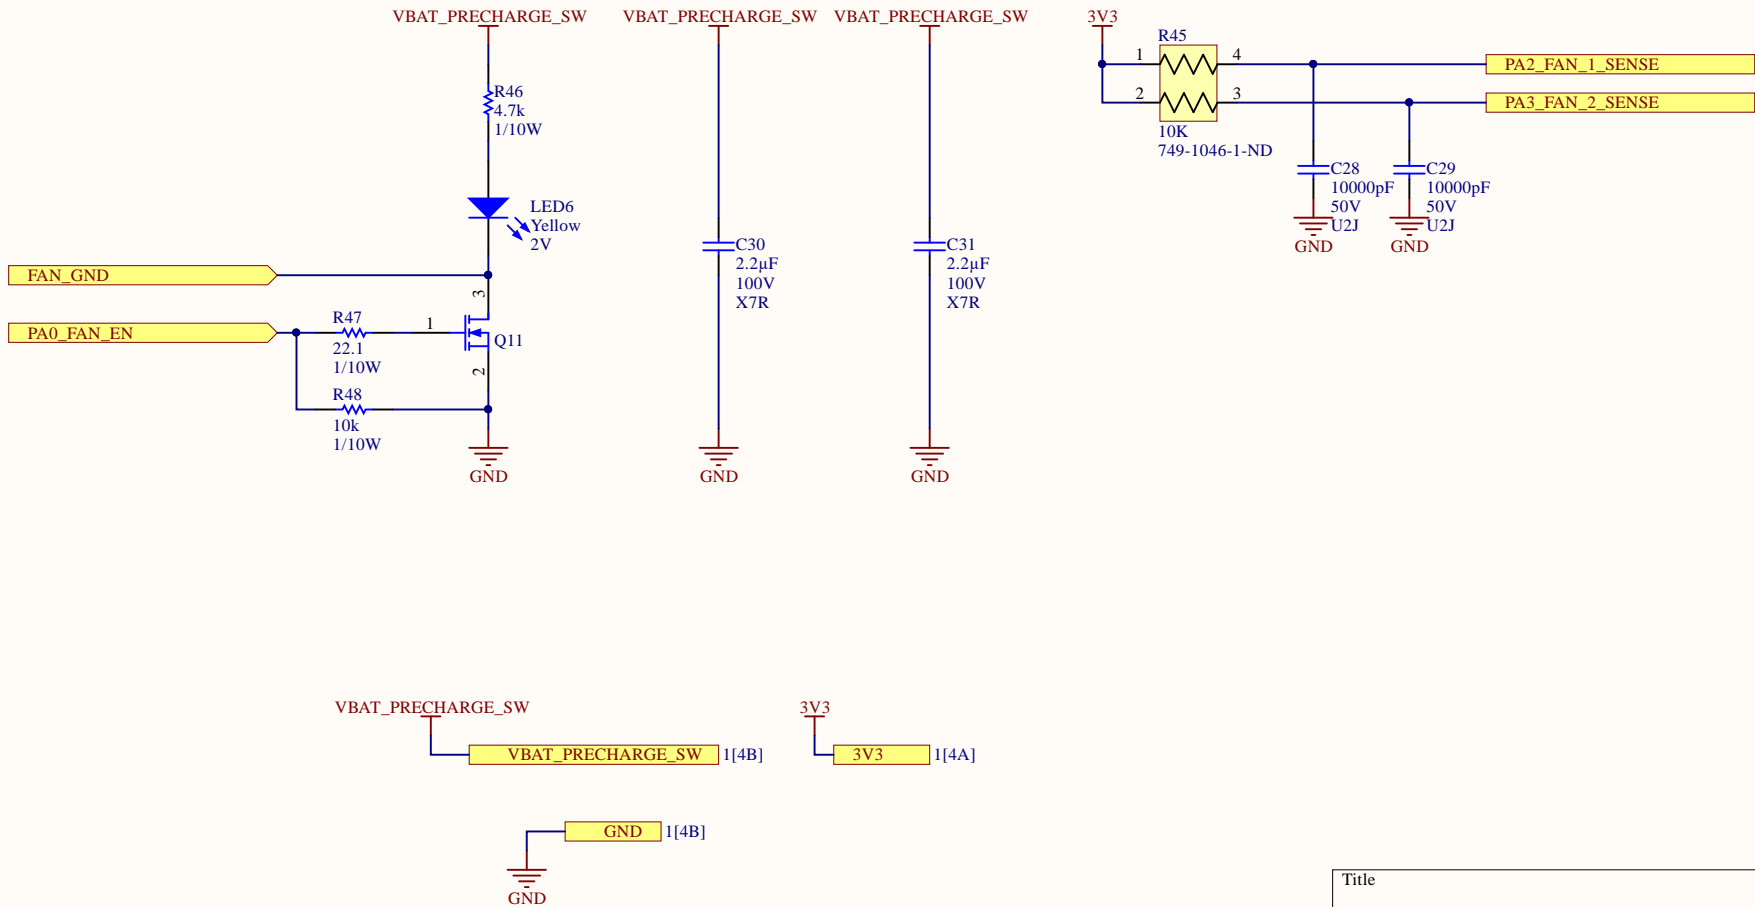 VBAT_PRECHARGE_SW
R46
4.7k
1/10W
LED6
Yellow
2V
FAN_GND
3
PA0_FAN_EN
R47
22.1
1/10W
1
Q11
2
R48
10k
1/10W
GND
VBAT_PRECHARGE_SW
C30
2.2µF
100V
X7R
GND
VBAT_PRECHARGE_SW
C31
2.2µF
100V
X7R
GND
3V3
R45
1
4
2
3
10K
749-1046-1-ND
PA2_FAN_1_SENSE
PA3_FAN_2_SENSE
C28
10000pF
50V
U2J
GND
C29
10000pF
50V
U2J
GND
VBAT_PRECHARGE_SW
VBAT_PRECHARGE_SW 1[4B]
3V3
3V3 1[4A]
GND 1[4B]
GND
Title